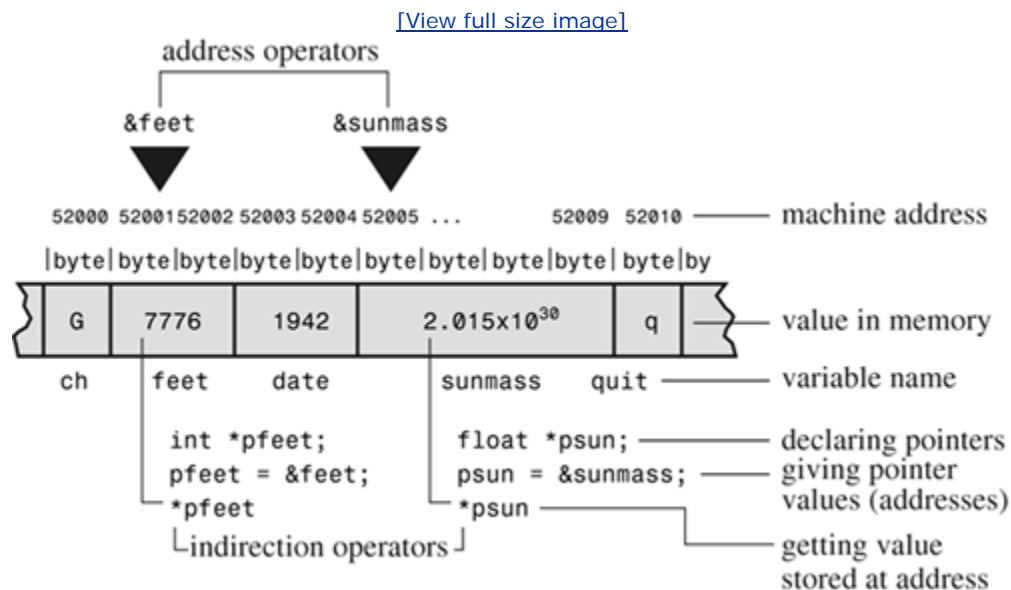 [View full size image]
address operators
&feet &sunmass
52000 52001 52002 52003 52004 52005 ... 52009 52010 machine address
|byte|byte|byte|byte|byte|byte|byte|byte|byte|byte|by
G 7776 1942 2.015x10³⁰ q value in memory
ch feet date sunmass quit variable name
int *pfeet; float *psun; declaring pointers
pfeet = &feet; psun = &sunmass; giving pointer
values (addresses)
*pfeet *psun
indirection operators getting value
stored at address